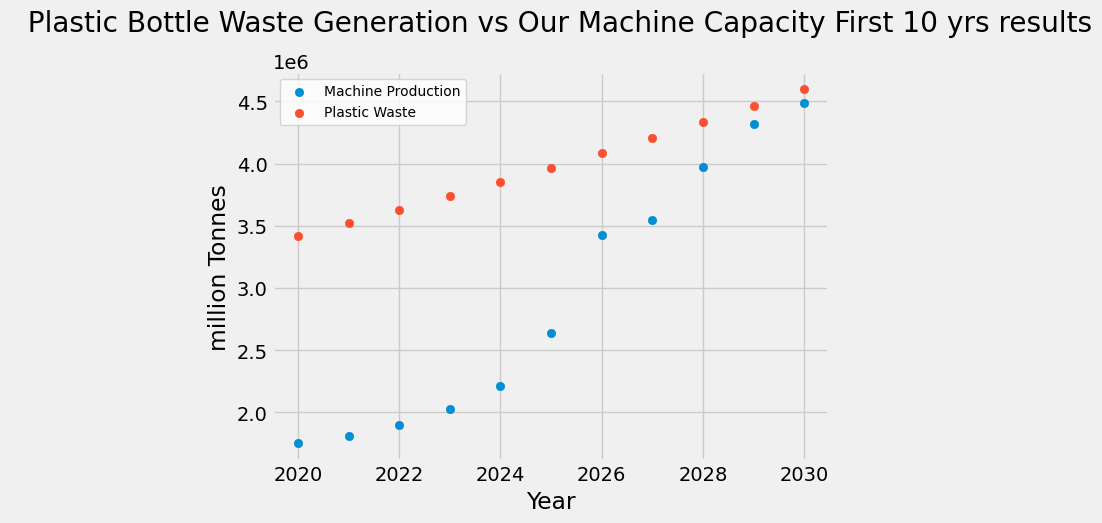 Plastic Bottle Waste Generation vs Our Machine Capacity First 10 yrs results
1e6
Machine Production
Plastic Waste
4.5
4.0
3.5
3.0
2.5
2.0
million Tonnes
2020 2022 2024 2026 2028 2030
Year